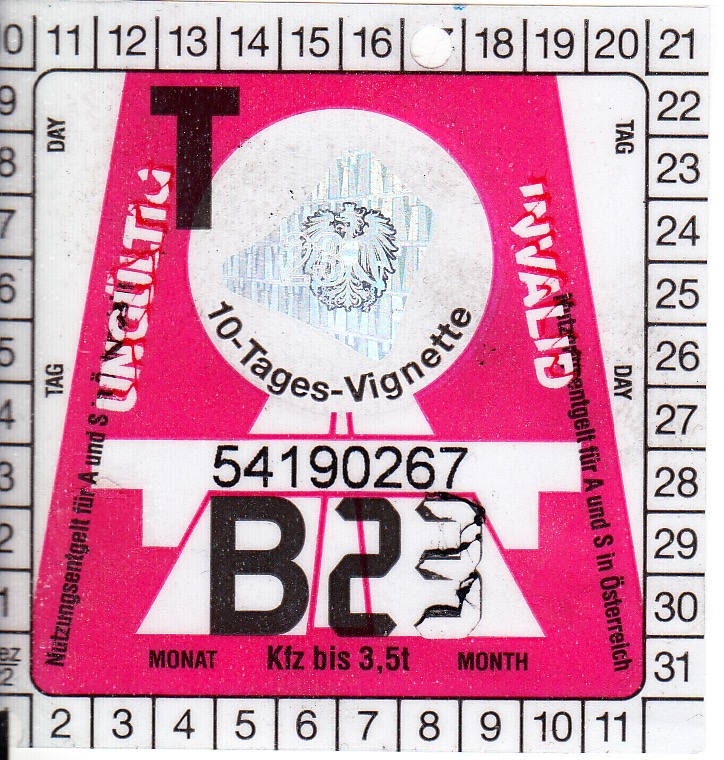 0 11 12 13 14 15 16 18 19 20 21
9 22
8 23
7 24
6 25
5 26
4 27
3 28
2 29
1 30
ez 31
2
2 3 4 5 6 7 8 9 10 11
DAY
TAG
TAG
DAY
T
UNGÜLTIG
INVALID
10-Tages-Vignette
54190267
B23
Nutzungsentgelt für A und S
Nutzungsentgelt für A und S in Österreich
MONAT Kfz bis 3,5t MONTH